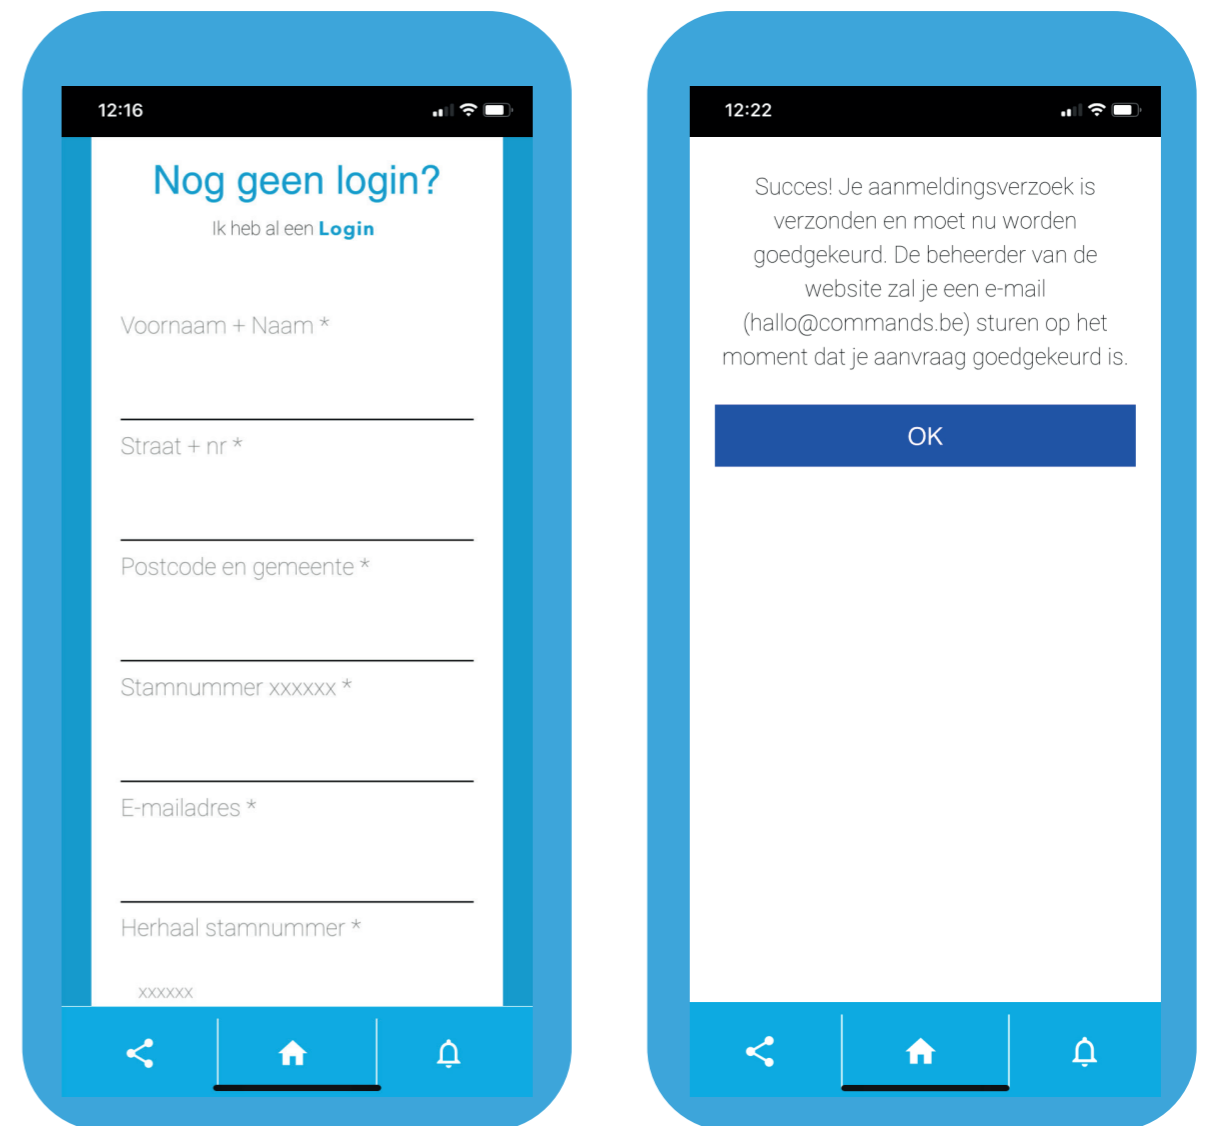 12:16
Nog geen login?
Ik heb al een Login
Voornaam + Naam *
Straat + nr *
Postcode en gemeente *
Stamnummer xxxxxx *
E-mailadres *
Herhaal stamnummer *
xxxxxx
12:22
Succes! Je aanmeldingsverzoek is
verzonden en moet nu worden
goedgekeurd. De beheerder van de
website zal je een e-mail
(hallo@commands.be) sturen op het
moment dat je aanvraag goedgekeurd is.
OK